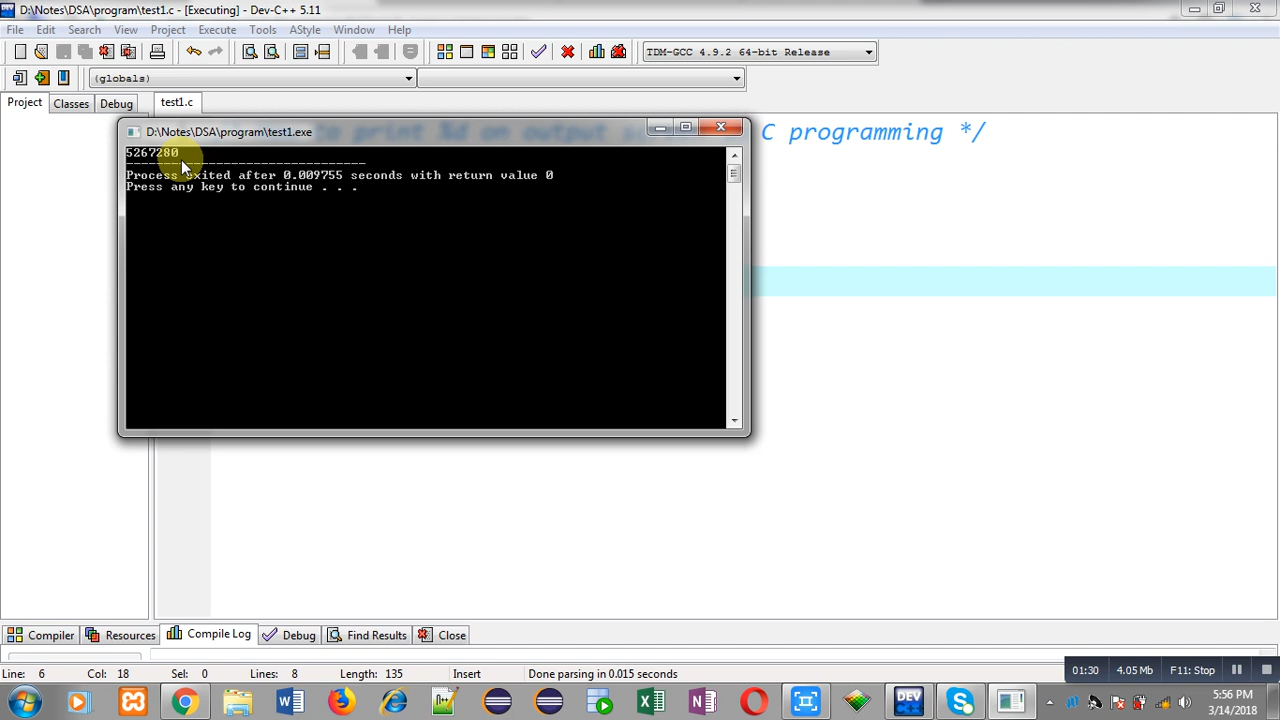 D:\Notes\DSA\program\test1.c - [Executing] - Dev-C++ 5.11
File Edit Search View Project Execute Tools AStyle Window Help
TDM-GCC 4.9.2 64-bit Release
(globals)
Project Classes Debug test1.c
C programming */
D:\Notes\DSA\program\test1.exe
5267280
--------------------------------
Process exited after 0.009755 seconds with return value 0
Press any key to continue . . .
Compiler Resources Compile Log Debug Find Results Close
Line: 6 Col: 18 Sel: 0 Lines: 8 Length: 135 Insert Done parsing in 0.015 seconds
01:30 4.05 Mb F11: Stop
DEV
5:56 PM
3/14/2018